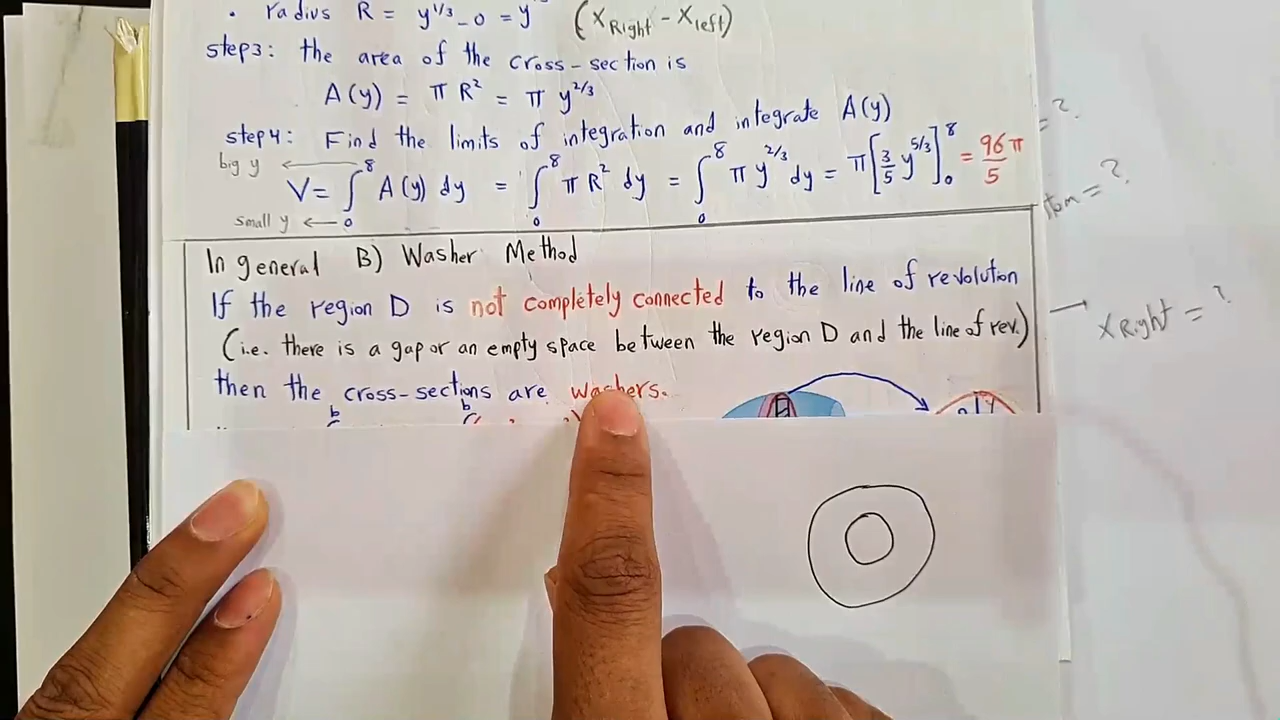 • radius R = y^1/3 - 0 = y (x Right - x left)
step3: the area of the cross-section is
A(y) = π R² = π y^2/3
step4: Find the limits of integration and integrate A(y)
big y
V = ∫₀⁸ A(y) dy = ∫₀⁸ π R² dy = ∫₀⁸ π y^2/3 dy = π [3/5 y^5/3]₀⁸ = 96/5 π
small y
= ?
= ?
In general B) Washer Method
If the region D is not completely connected to the line of revolution
(i.e. there is a gap or an empty space between the region D and the line of rev.)
→ x Right = ?
then the cross-sections are washers.
b b